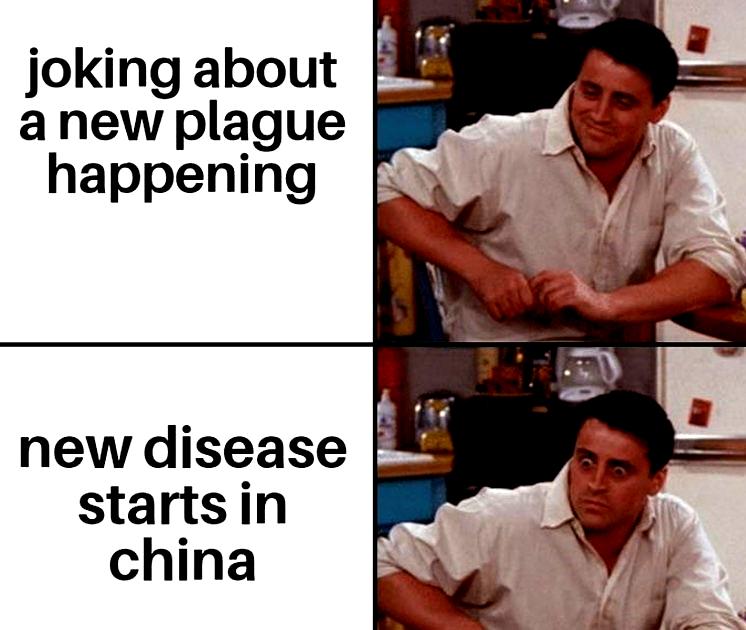 joking about
a new plague
happening
new disease
starts in
china